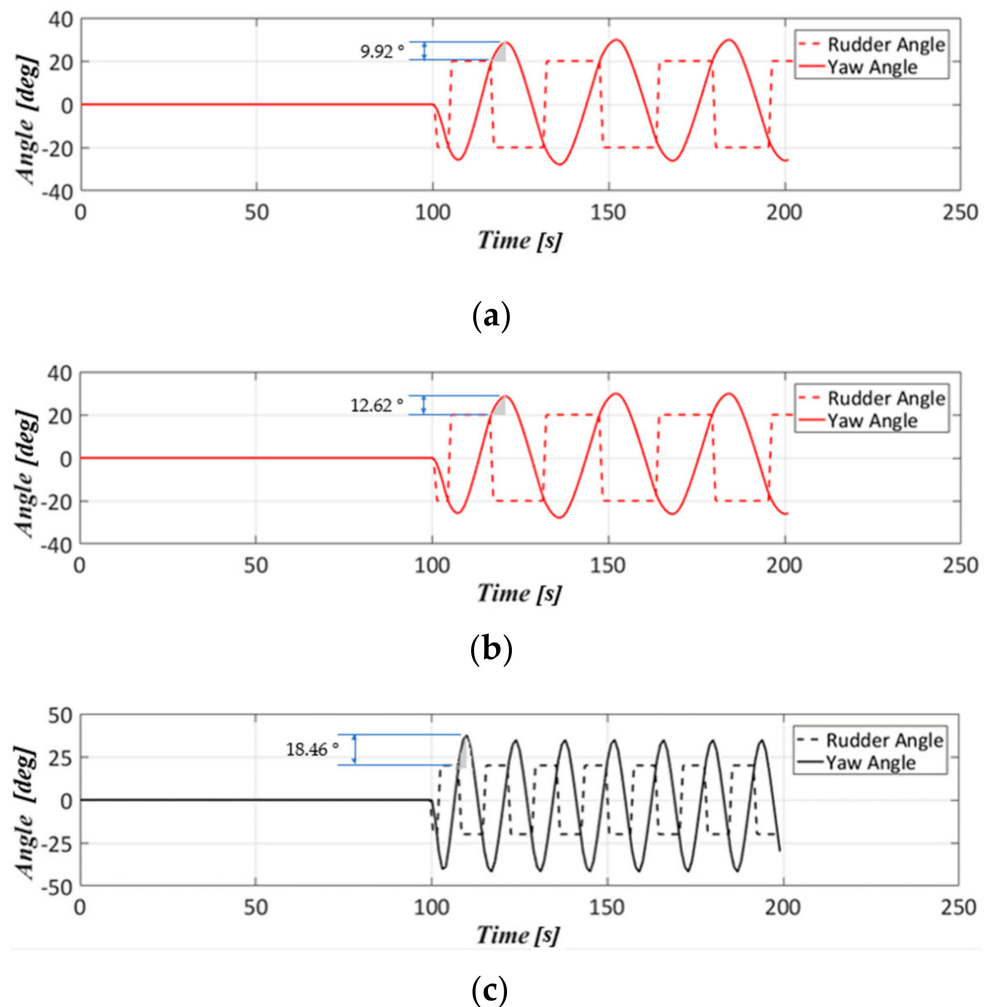 40
20
0
-20
-40
Angle [deg]
9.92 °
Rudder Angle
Yaw Angle
0 50 100 150 200 250
Time [s]
(a)
40
20
0
-20
-40
Angle [deg]
12.62 °
Rudder Angle
Yaw Angle
0 50 100 150 200 250
Time [s]
(b)
50
25
0
-25
-50
Angle [deg]
18.46 °
Rudder Angle
Yaw Angle
0 50 100 150 200 250
Time [s]
(c)